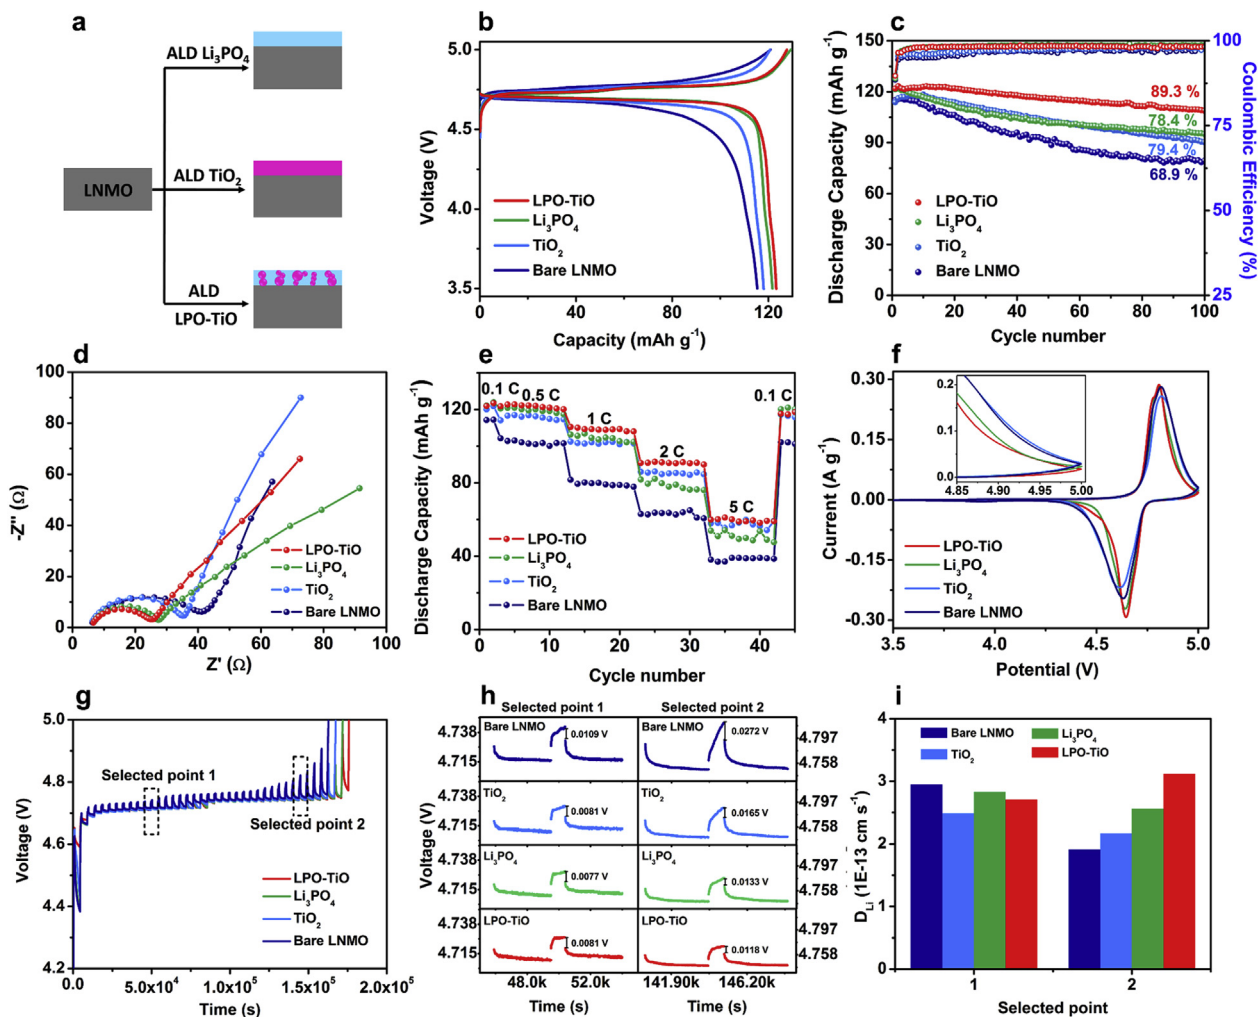 a
ALD Li3PO4
LNMO
ALD TiO2
ALD
LPO-TiO
b
5.0
4.5
4.0
3.5
Voltage (V)
LPO-TiO
Li3PO4
TiO2
Bare LNMO
0
40
80
120
Capacity (mAh g-1)
c
150
120
90
60
30
0
Discharge Capacity (mAh g-1)
89.3 %
78.4 %
79.4 %
68.9 %
LPO-TiO
Li3PO4
TiO2
Bare LNMO
100
75
50
25
Coulombic Efficiency (%)
0
20
40
60
80
100
Cycle number
d
100
80
60
40
20
0
-Z'' (Ω)
LPO-TiO
Li3PO4
TiO2
Bare LNMO
0
20
40
60
80
100
Z' (Ω)
e
120
80
40
0
Discharge Capacity (mAh g-1)
0.1 C
0.5 C
1 C
2 C
5 C
0.1 C
LPO-TiO
Li3PO4
TiO2
Bare LNMO
0
10
20
30
40
Cycle number
f
0.30
0.15
0.00
-0.15
-0.30
Current (A g-1)
0.2
0.1
0.0
4.85
4.90
4.95
5.00
LPO-TiO
Li3PO4
TiO2
Bare LNMO
3.5
4.0
4.5
5.0
Potential (V)
g
5.0
4.8
4.6
4.4
4.2
Voltage (V)
Selected point 1
Selected point 2
LPO-TiO
Li3PO4
TiO2
Bare LNMO
0.0
5.0x10^4
1.0x10^5
1.5x10^5
2.0x10^5
Time (s)
h
Selected point 1
Selected point 2
Voltage (V)
4.738
4.715
Bare LNMO
0.0109 V
Bare LNMO
0.0272 V
4.797
4.758
4.738
4.715
TiO2
0.0081 V
TiO2
0.0165 V
4.797
4.758
4.738
4.715
Li3PO4
0.0077 V
Li3PO4
0.0133 V
4.797
4.758
4.738
4.715
LPO-TiO
0.0081 V
LPO-TiO
0.0118 V
4.797
4.758
48.0k
52.0k
141.90k
146.20k
Time (s)
Time (s)
i
4
3
2
1
0
DLi (1E-13 cm s-1)
Bare LNMO
Li3PO4
TiO2
LPO-TiO
1
2
Selected point